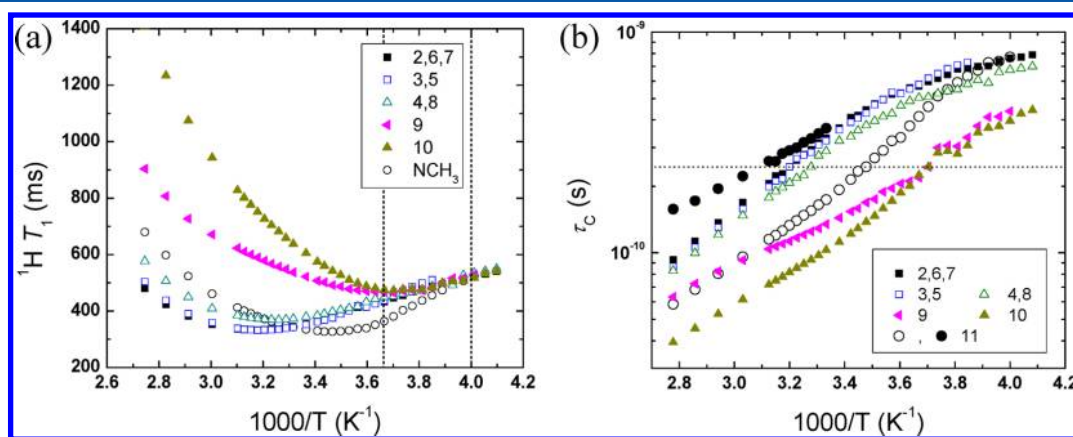 (a)
¹H T₁ (ms)
1400
1200
1000
800
600
400
200
2.6 2.8 3.0 3.2 3.4 3.6 3.8 4.0 4.2
1000/T (K⁻¹)
2,6,7
3,5
4,8
9
10
NCH₃
(b)
τ_C (s)
10⁻⁹
10⁻¹⁰
2.8 3.0 3.2 3.4 3.6 3.8 4.0 4.2
1000/T (K⁻¹)
2,6,7
3,5 4,8
9 10
, 11